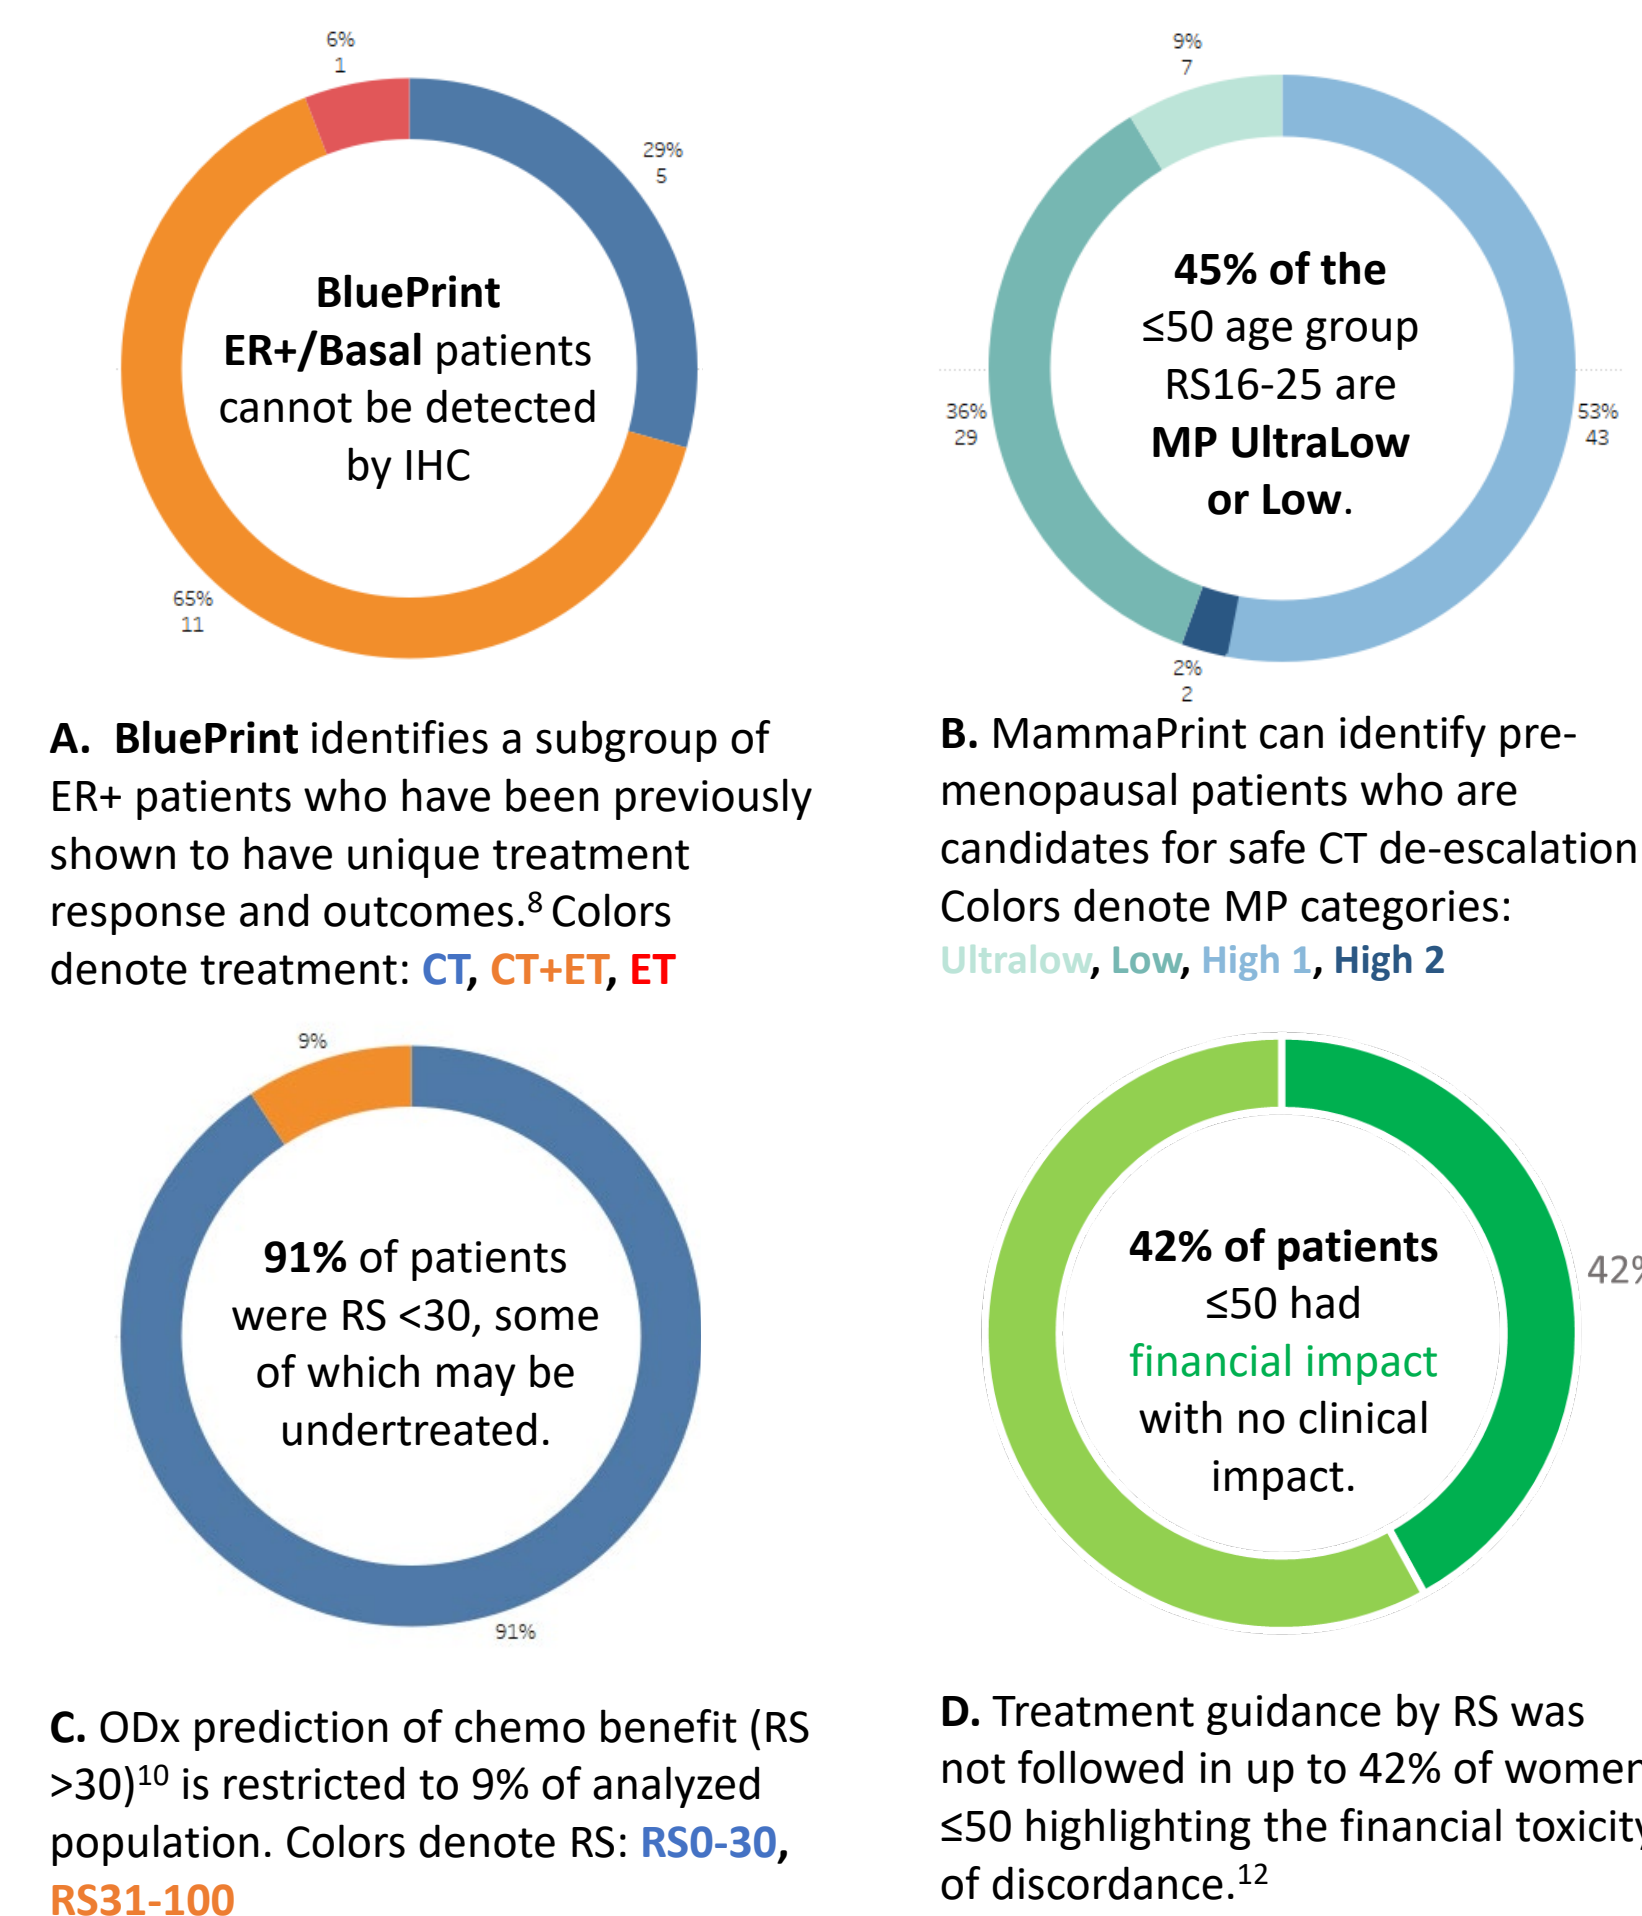 6%
1
29%
5
BluePrint
ER+/Basal patients
cannot be detected
by IHC
65%
11
A. BluePrint identifies a subgroup of
ER+ patients who have been previously
shown to have unique treatment
response and outcomes.8 Colors
denote treatment: CT, CT+ET, ET
9%
7
45% of the
≤50 age group
RS16-25 are
MP UltraLow
or Low.
36%
29
53%
43
2%
2
B. MammaPrint can identify pre-
menopausal patients who are
candidates for safe CT de-escalation
Colors denote MP categories:
Ultralow, Low, High 1, High 2
9%
91% of patients
were RS <30, some
of which may be
undertreated.
91%
C. ODx prediction of chemo benefit (RS
>30)10 is restricted to 9% of analyzed
population. Colors denote RS: RS0-30,
RS31-100
42% of patients
≤50 had
financial impact
with no clinical
impact.
42%
D. Treatment guidance by RS was
not followed in up to 42% of women
≤50 highlighting the financial toxicity
of discordance.12